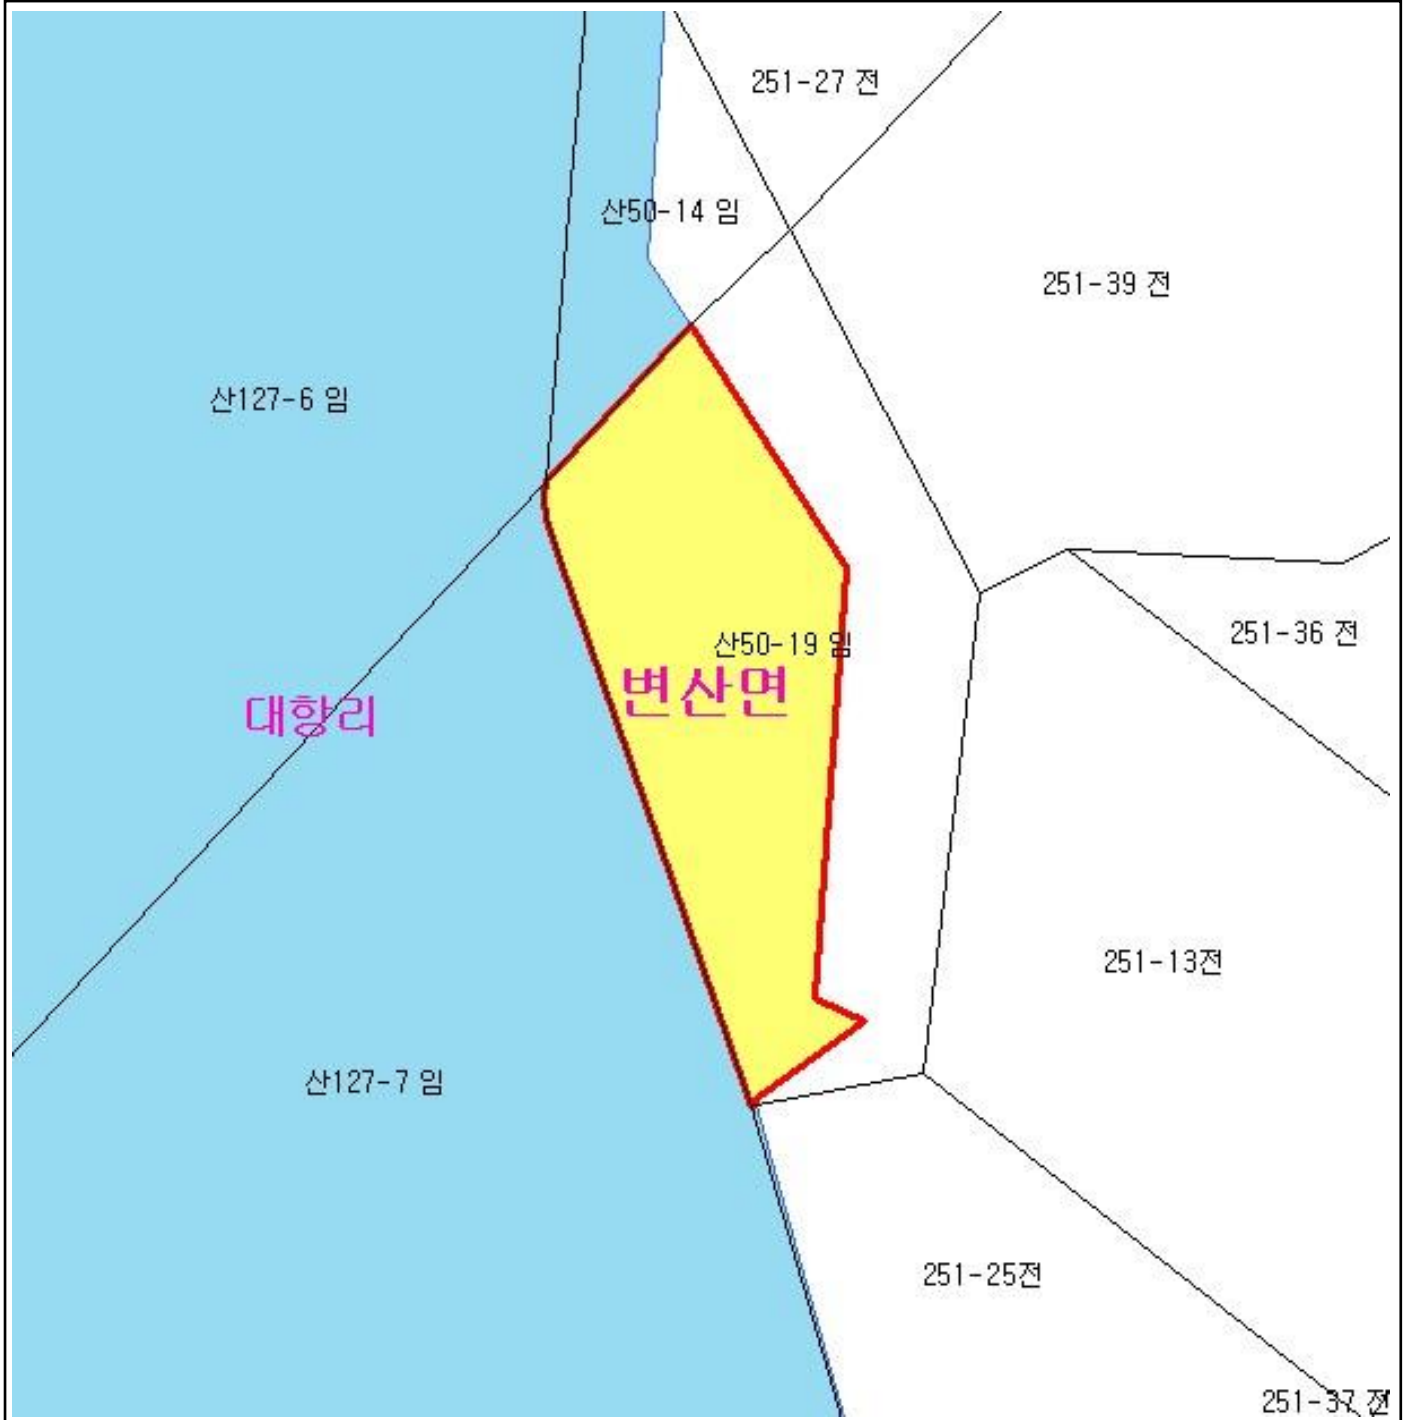 251-27 전
산50-14 임
251-39 전
산127-6 임
251-36 전
산50-19 임
변산면
대항리
251-13전
산127-7 임
251-25전
251-37 전